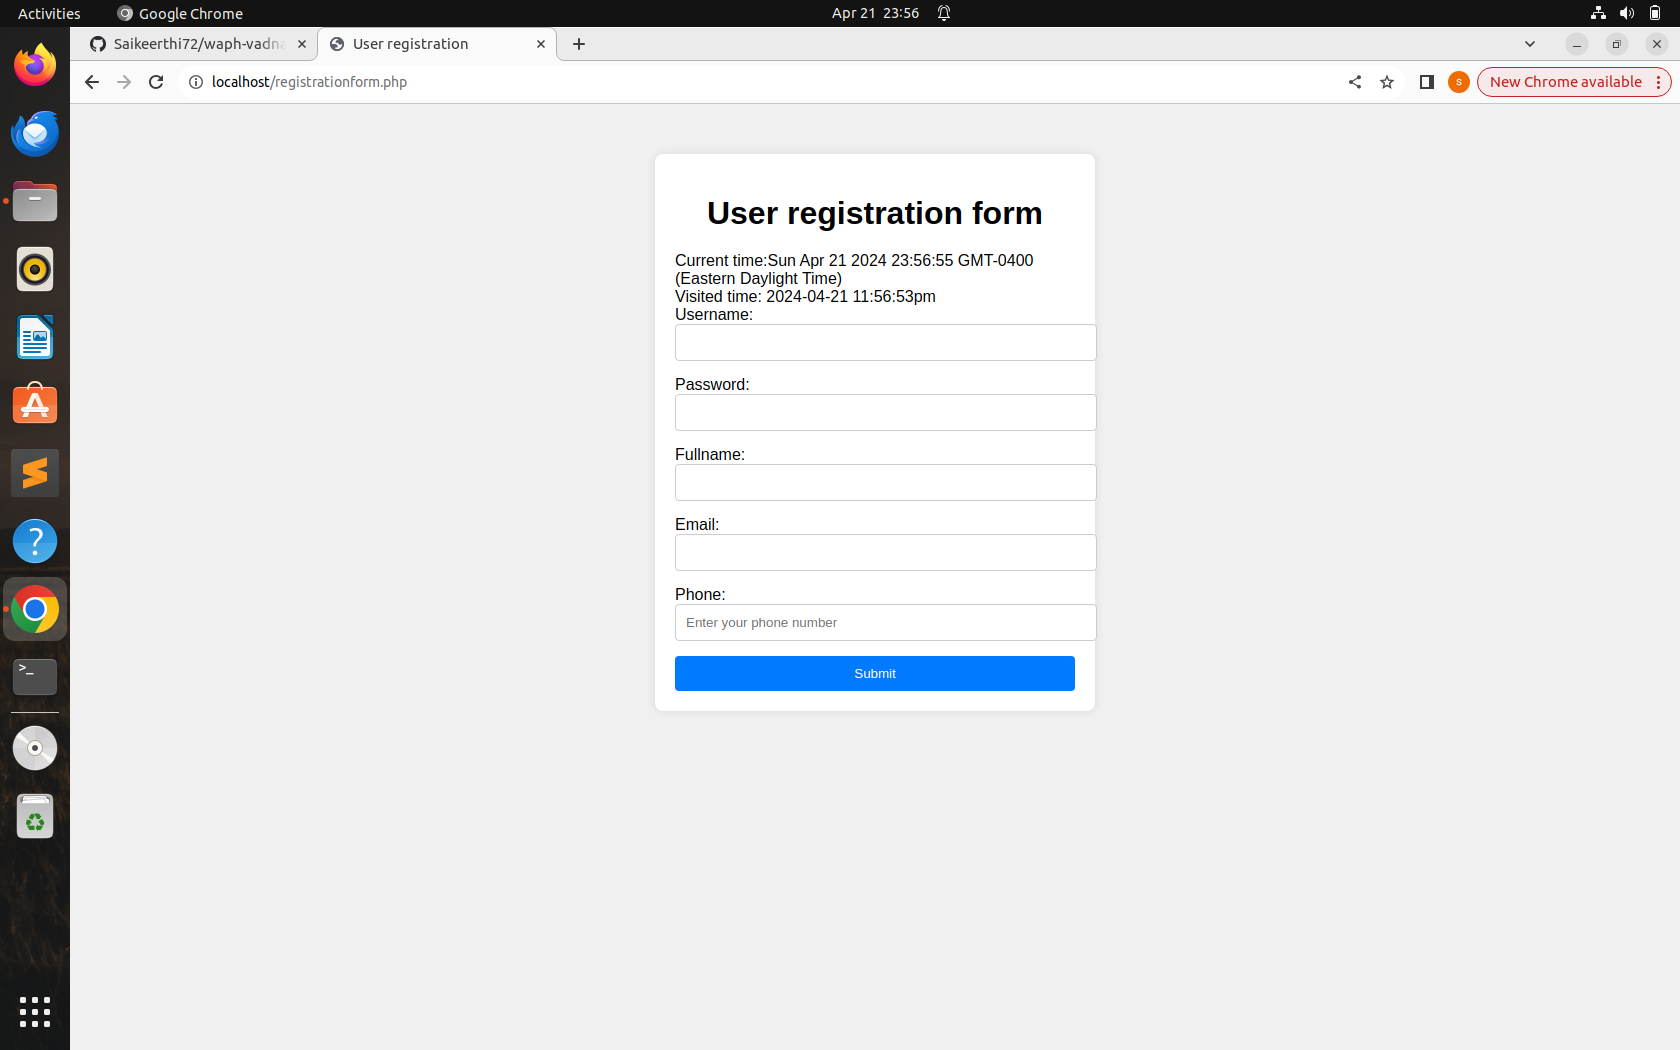 Activities
Google Chrome
Apr 21 23:56
Saikeerthi72/waph-vadna
User registration
localhost/registrationform.php
S
New Chrome available
User registration form
Current time:Sun Apr 21 2024 23:56:55 GMT-0400
(Eastern Daylight Time)
Visited time: 2024-04-21 11:56:53pm
Username:
Password:
Fullname:
Email:
Phone:
Enter your phone number
Submit